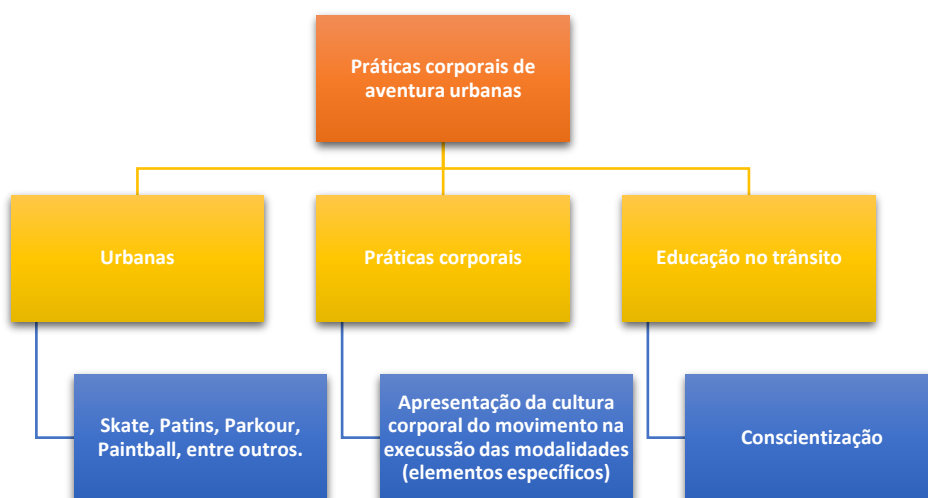 Práticas corporais de
aventura urbanas
Urbanas
Práticas corporais
Educação no trânsito
Skate, Patins, Parkour,
Paintball, entre outros.
Apresentação da cultura
corporal do movimento na
execussão das modalidades
(elementos específicos)
Conscientização